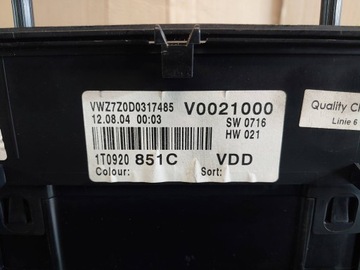 VWZ7Z0D0317485 V0021000
12.08.04 00:03 SW 0716
HW 021
1T0920 851C VDD
Colour: Sort:
Quality
Linie 6